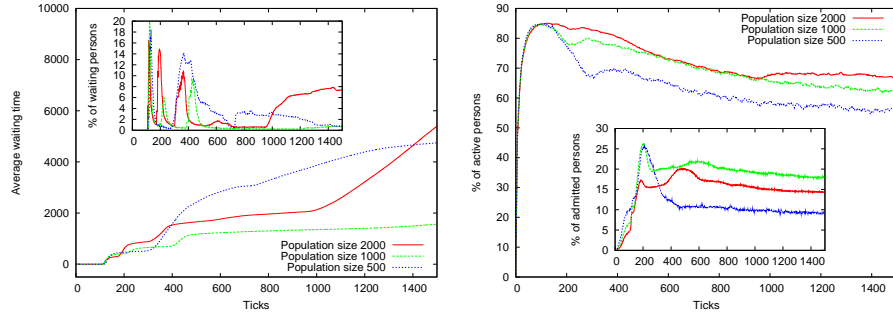 10000
8000
6000
4000
2000
0
Average waiting time
0 200 400 600 800 1000 1200 1400
Ticks
Population size 2000
Population size 1000
Population size 500
20
18
16
14
12
10
8
6
4
2
0
% of waiting persons
0 200 400 600 800 1000 1200 1400
90
80
70
60
50
40
30
20
10
0
% of active persons
0 200 400 600 800 1000 1200 1400
Ticks
Population size 2000
Population size 1000
Population size 500
30
25
20
15
10
5
0
% of admitted persons
0 200 400 600 800 1000 1200 1400